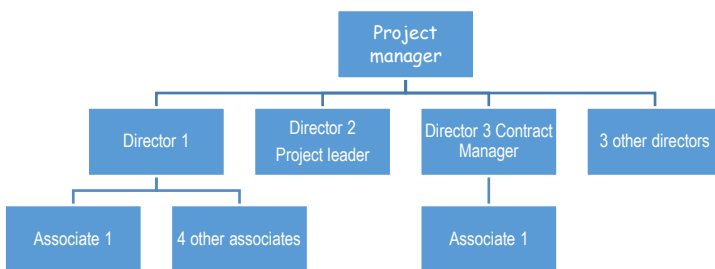 Project
manager
Director 1
Director 2
Project leader
Director 3 Contract
Manager
3 other directors
Associate 1
4 other associates
Associate 1